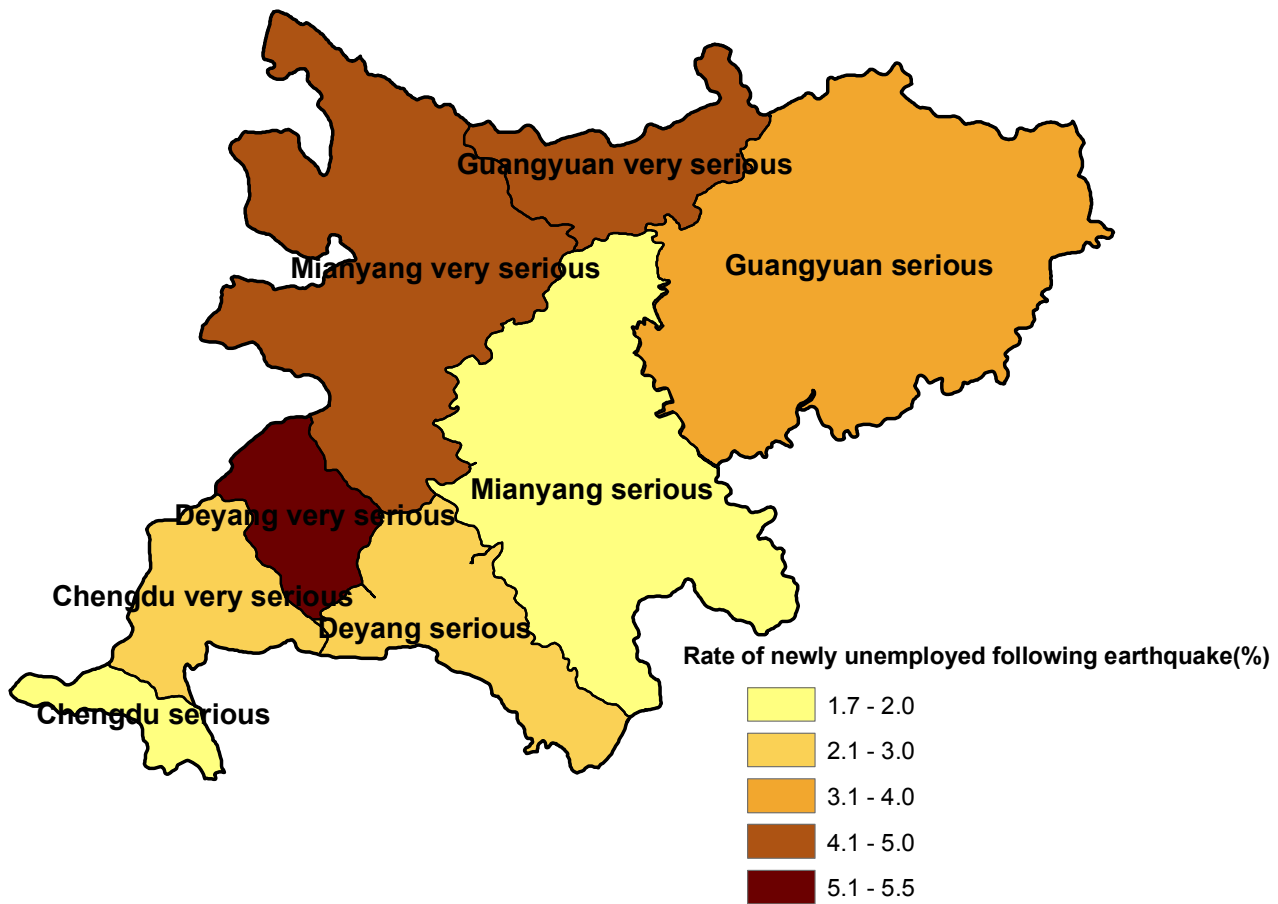 Guangyuan very serious
Guangyuan serious
Mianyang very serious
Mianyang serious
Deyang very serious
Chengdu very serious
Deyang serious
Chengdu serious
Rate of newly unemployed following earthquake(%)
1.7 - 2.0
2.1 - 3.0
3.1 - 4.0
4.1 - 5.0
5.1 - 5.5